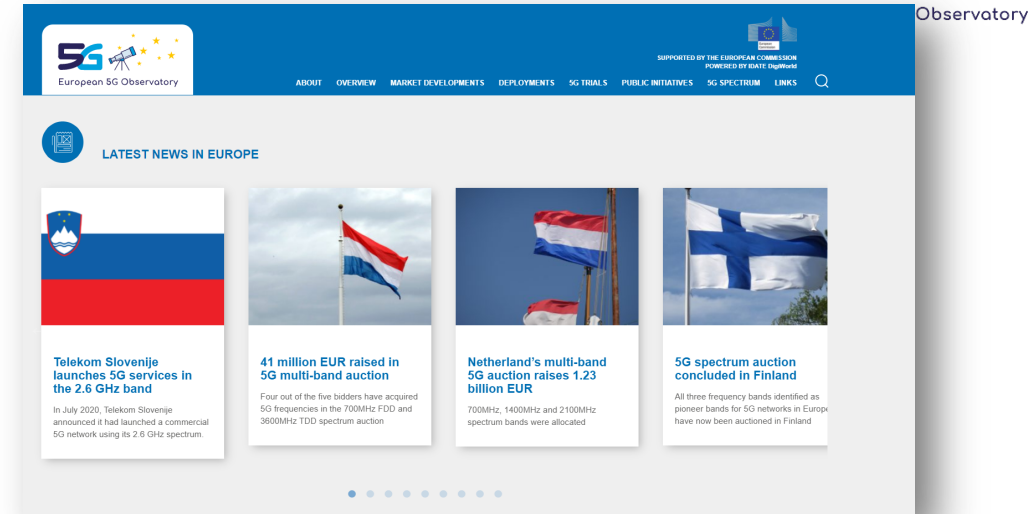 Observatory
5G
European 5G Observatory
European
Commission
SUPPORTED BY THE EUROPEAN COMMISSION
POWERED BY IDATE DigiWorld
ABOUT OVERVIEW MARKET DEVELOPMENTS DEPLOYMENTS 5G TRIALS PUBLIC INITIATIVES 5G SPECTRUM LINKS
LATEST NEWS IN EUROPE
Telekom Slovenije
launches 5G services in
the 2.6 GHz band
In July 2020, Telekom Slovenije
announced it had launched a commercial
5G network using its 2.6 GHz spectrum.
41 million EUR raised in
5G multi-band auction
Four out of the five bidders have acquired
5G frequencies in the 700MHz FDD and
3600MHz TDD spectrum auction
Netherland's multi-band
5G auction raises 1.23
billion EUR
700MHz, 1400MHz and 2100MHz
spectrum bands were allocated
5G spectrum auction
concluded in Finland
All three frequency bands identified as
pioneer bands for 5G networks in Europe
have now been auctioned in Finland